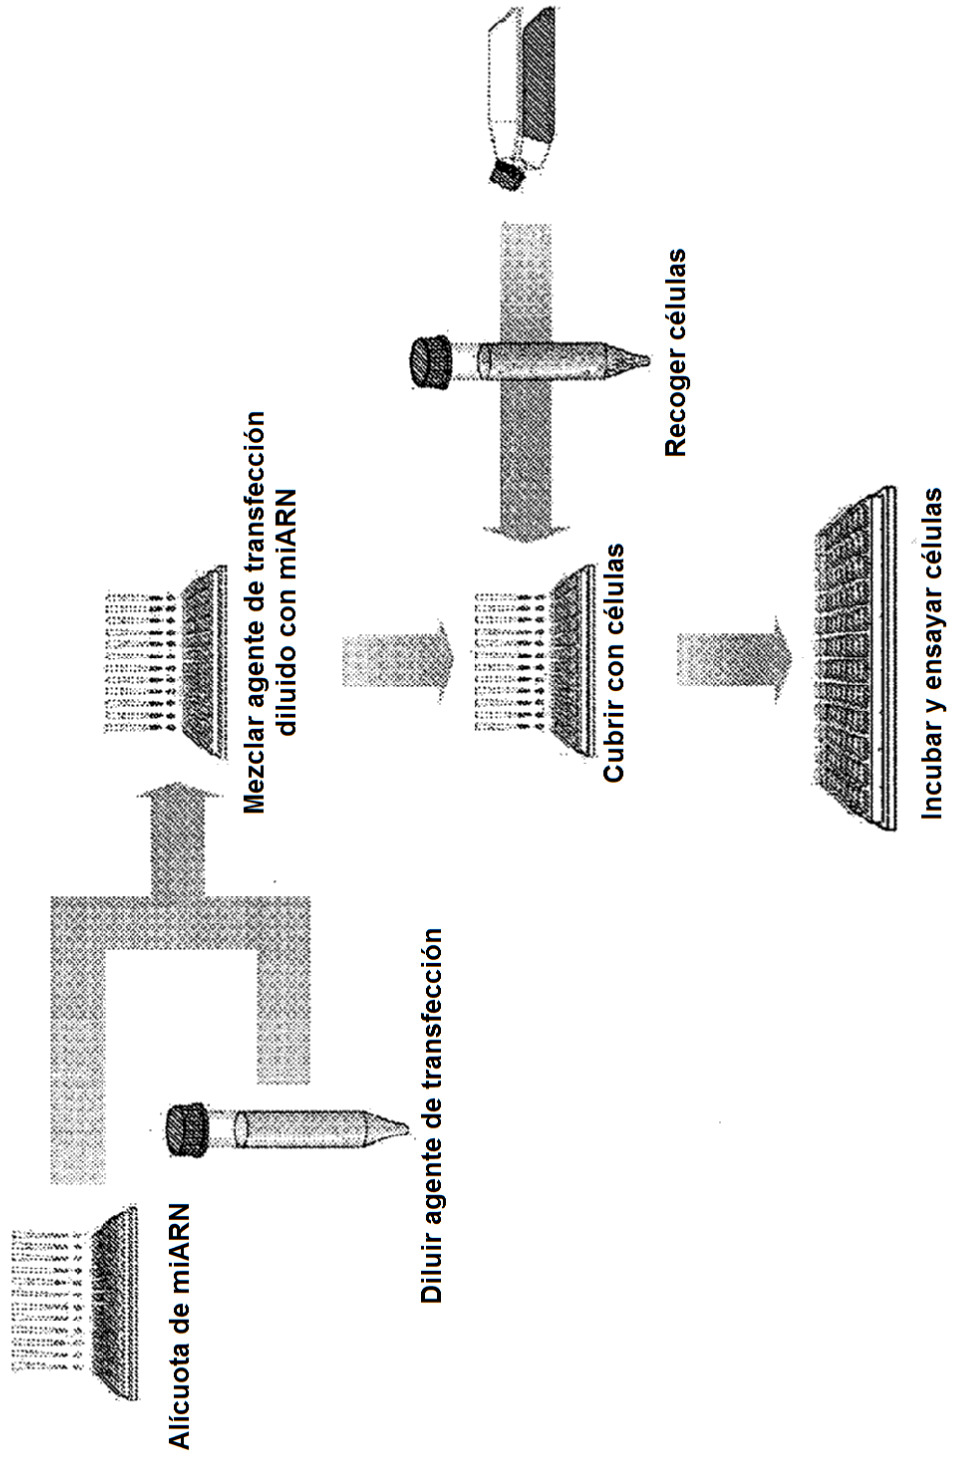 Alícuota de miARN
Diluir agente de transfección
Mezclar agente de transfección
diluido con miARN
Recoger células
Cubrir con células
Incubar y ensayar células